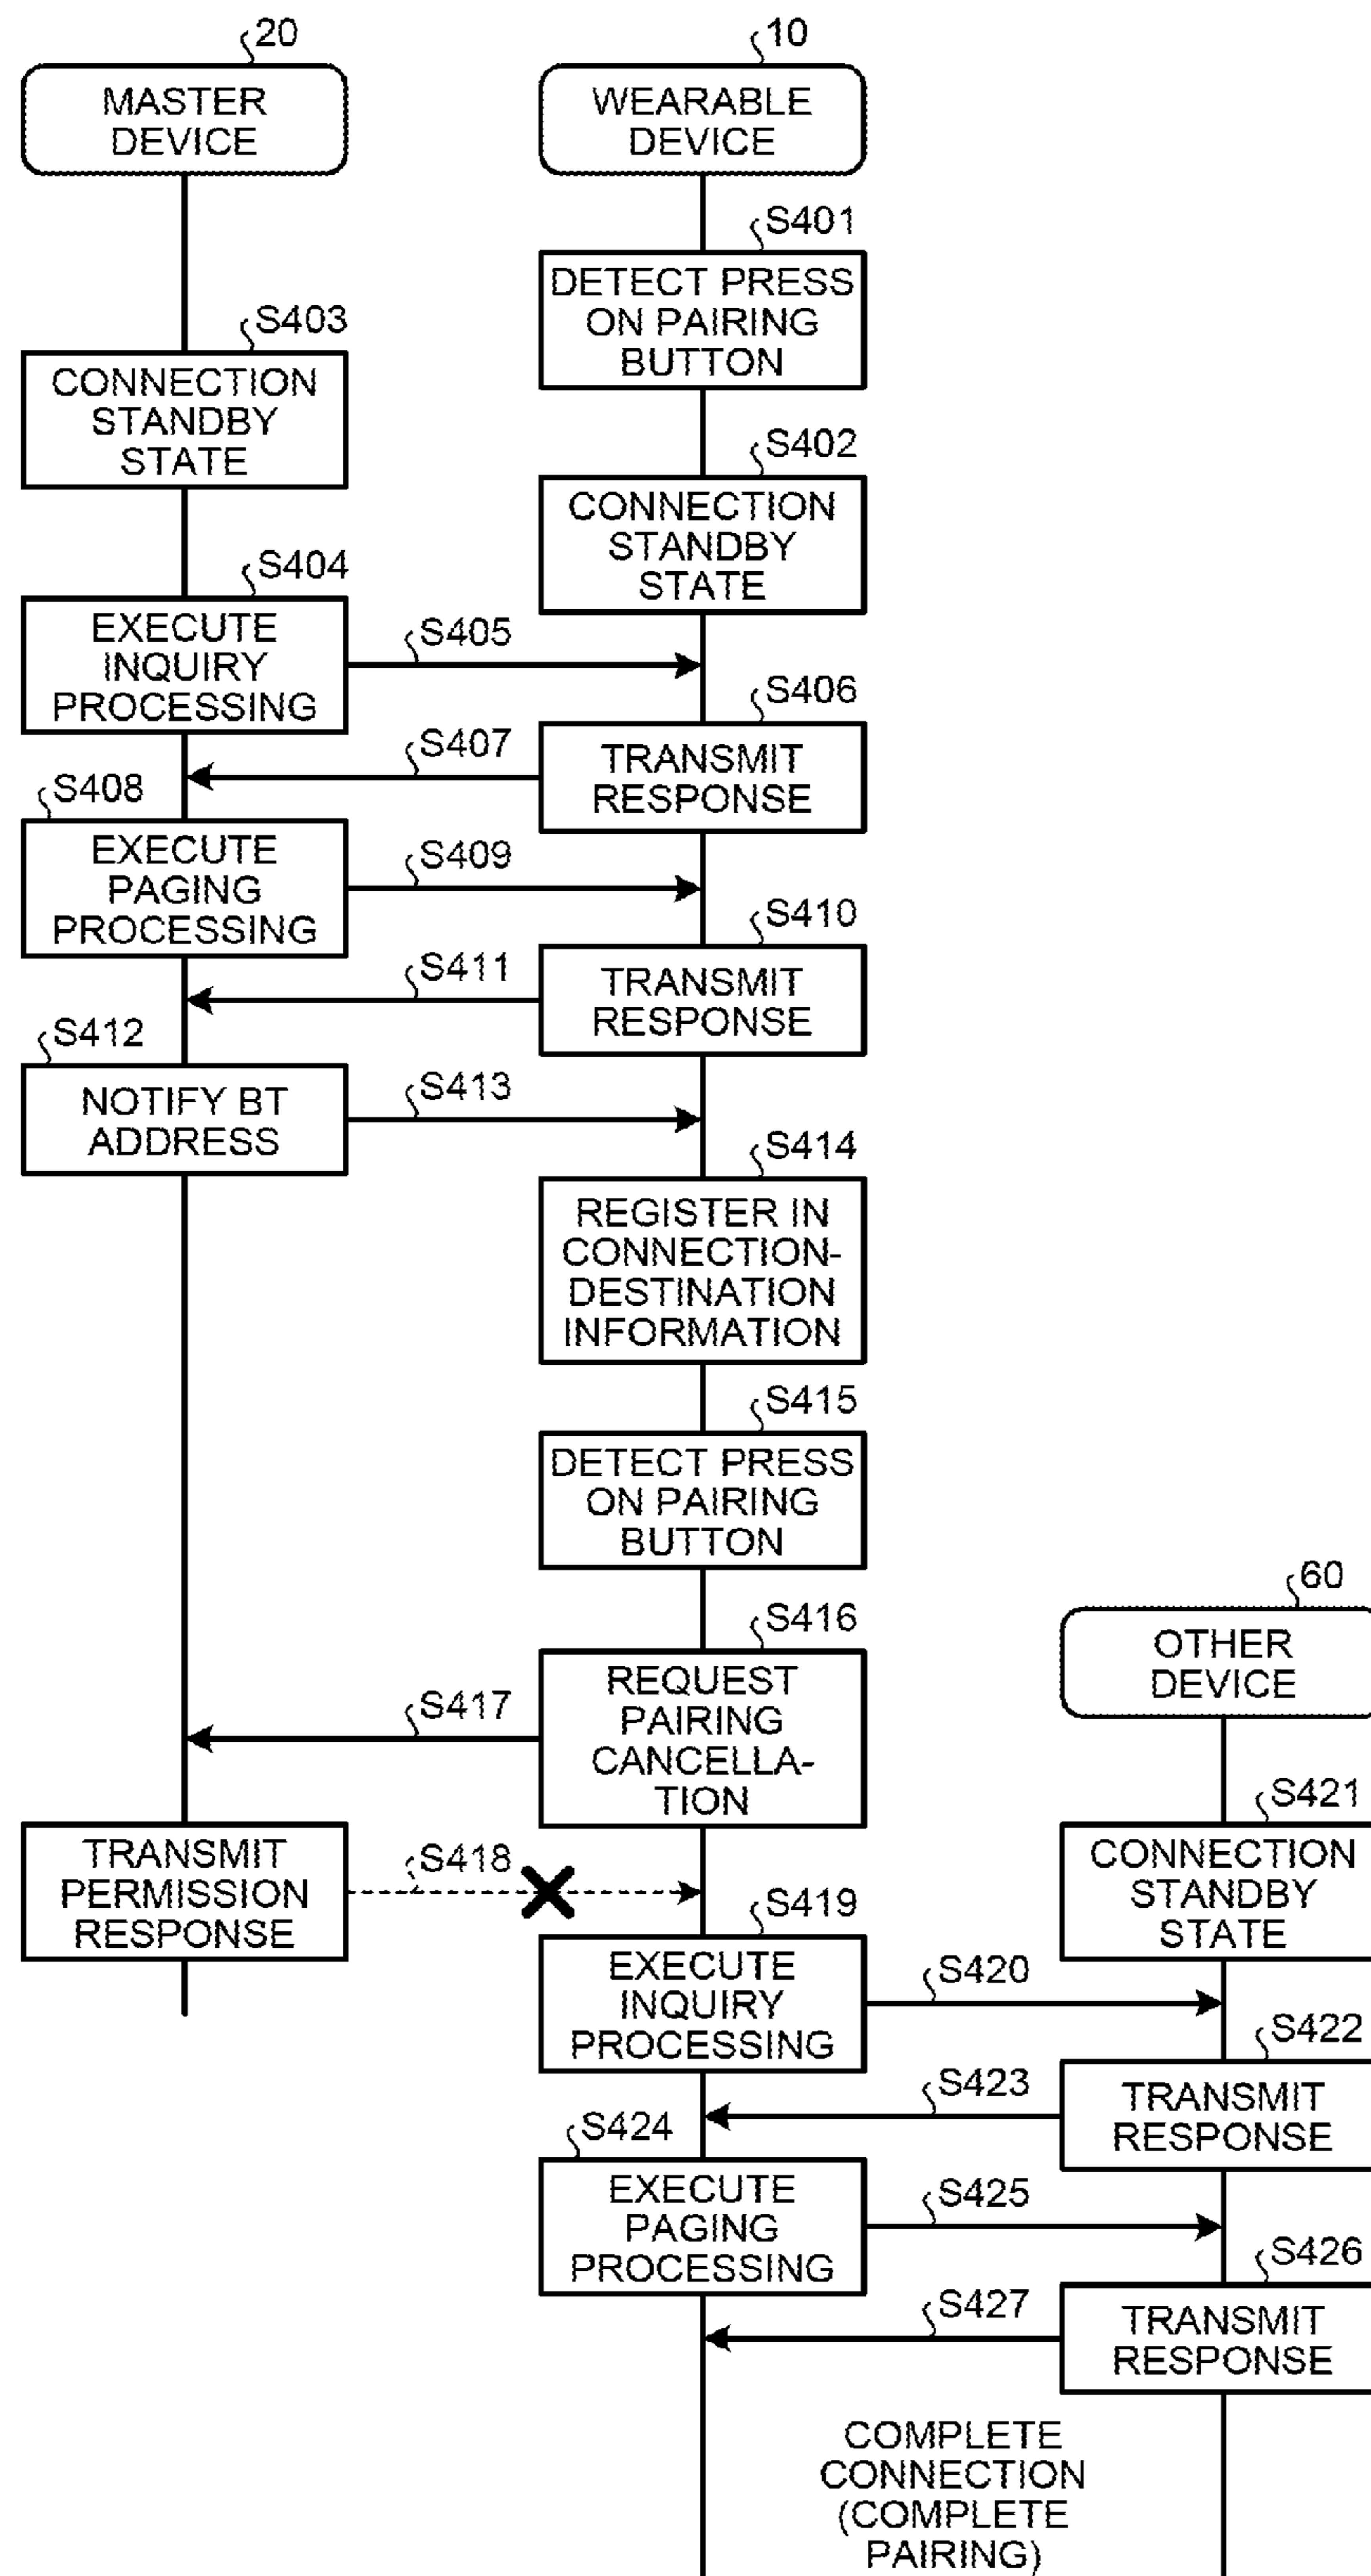 20
MASTER
DEVICE
10
WEARABLE
DEVICE
S401
DETECT PRESS
ON PAIRING
BUTTON
S403
CONNECTION
STANDBY
STATE
S402
CONNECTION
STANDBY
STATE
S404
EXECUTE
INQUIRY
PROCESSING
S405
S406
TRANSMIT
RESPONSE
S407
S408
EXECUTE
PAGING
PROCESSING
S409
S410
TRANSMIT
RESPONSE
S411
S412
NOTIFY BT
ADDRESS
S413
S414
REGISTER IN
CONNECTION-
DESTINATION
INFORMATION
S415
DETECT PRESS
ON PAIRING
BUTTON
60
OTHER
DEVICE
S416
REQUEST
PAIRING
CANCELLA-
TION
S417
S421
CONNECTION
STANDBY
STATE
TRANSMIT
PERMISSION
RESPONSE
S418
S419
EXECUTE
INQUIRY
PROCESSING
S420
S422
TRANSMIT
RESPONSE
S423
S424
EXECUTE
PAGING
PROCESSING
S425
S426
TRANSMIT
RESPONSE
S427
COMPLETE
CONNECTION
(COMPLETE
PAIRING)